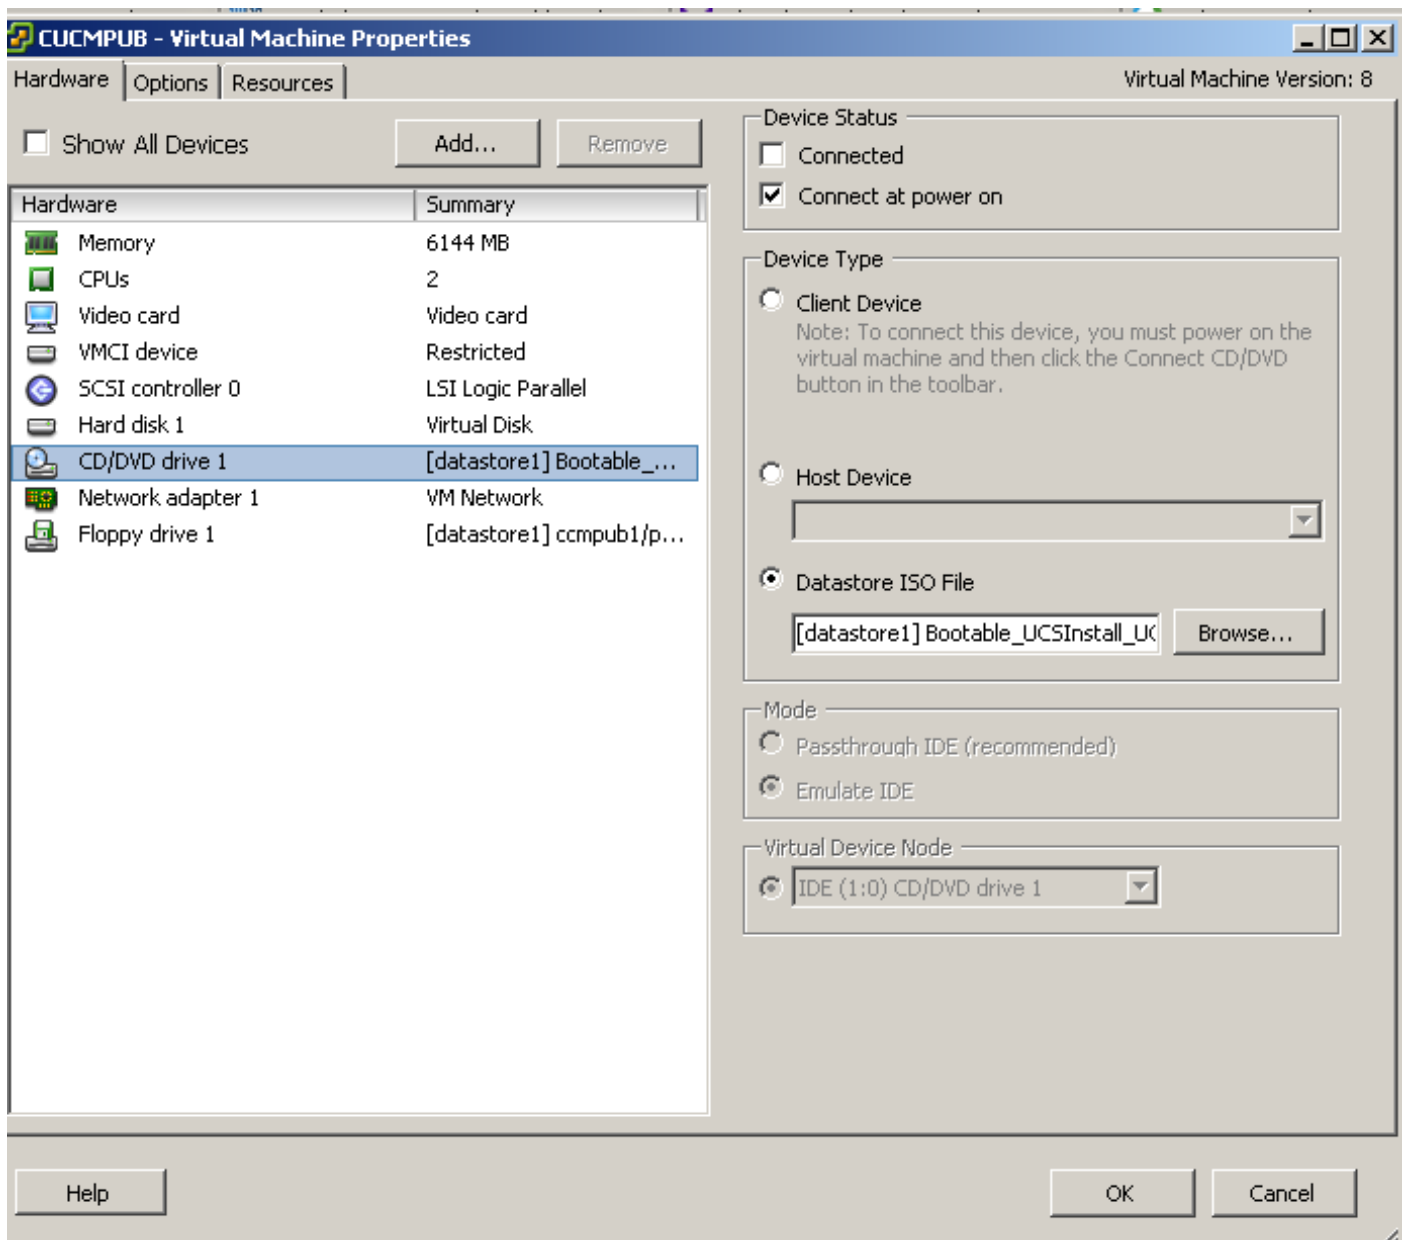 CUCMPUB - Virtual Machine Properties
Hardware Options Resources Virtual Machine Version: 8
Show All Devices Add... Remove
Hardware Summary
Memory 6144 MB
CPUs 2
Video card Video card
VMCI device Restricted
SCSI controller 0 LSI Logic Parallel
Hard disk 1 Virtual Disk
CD/DVD drive 1 [datastore1] Bootable_...
Network adapter 1 VM Network
Floppy drive 1 [datastore1] ccmpub1/p...
Device Status
Connected
Connect at power on
Device Type
Client Device
Note: To connect this device, you must power on the
virtual machine and then click the Connect CD/DVD
button in the toolbar.
Host Device
Datastore ISO File
[datastore1] Bootable_UCSInstall_UC Browse...
Mode
Passthrough IDE (recommended)
Emulate IDE
Virtual Device Node
IDE (1:0) CD/DVD drive 1
Help OK Cancel